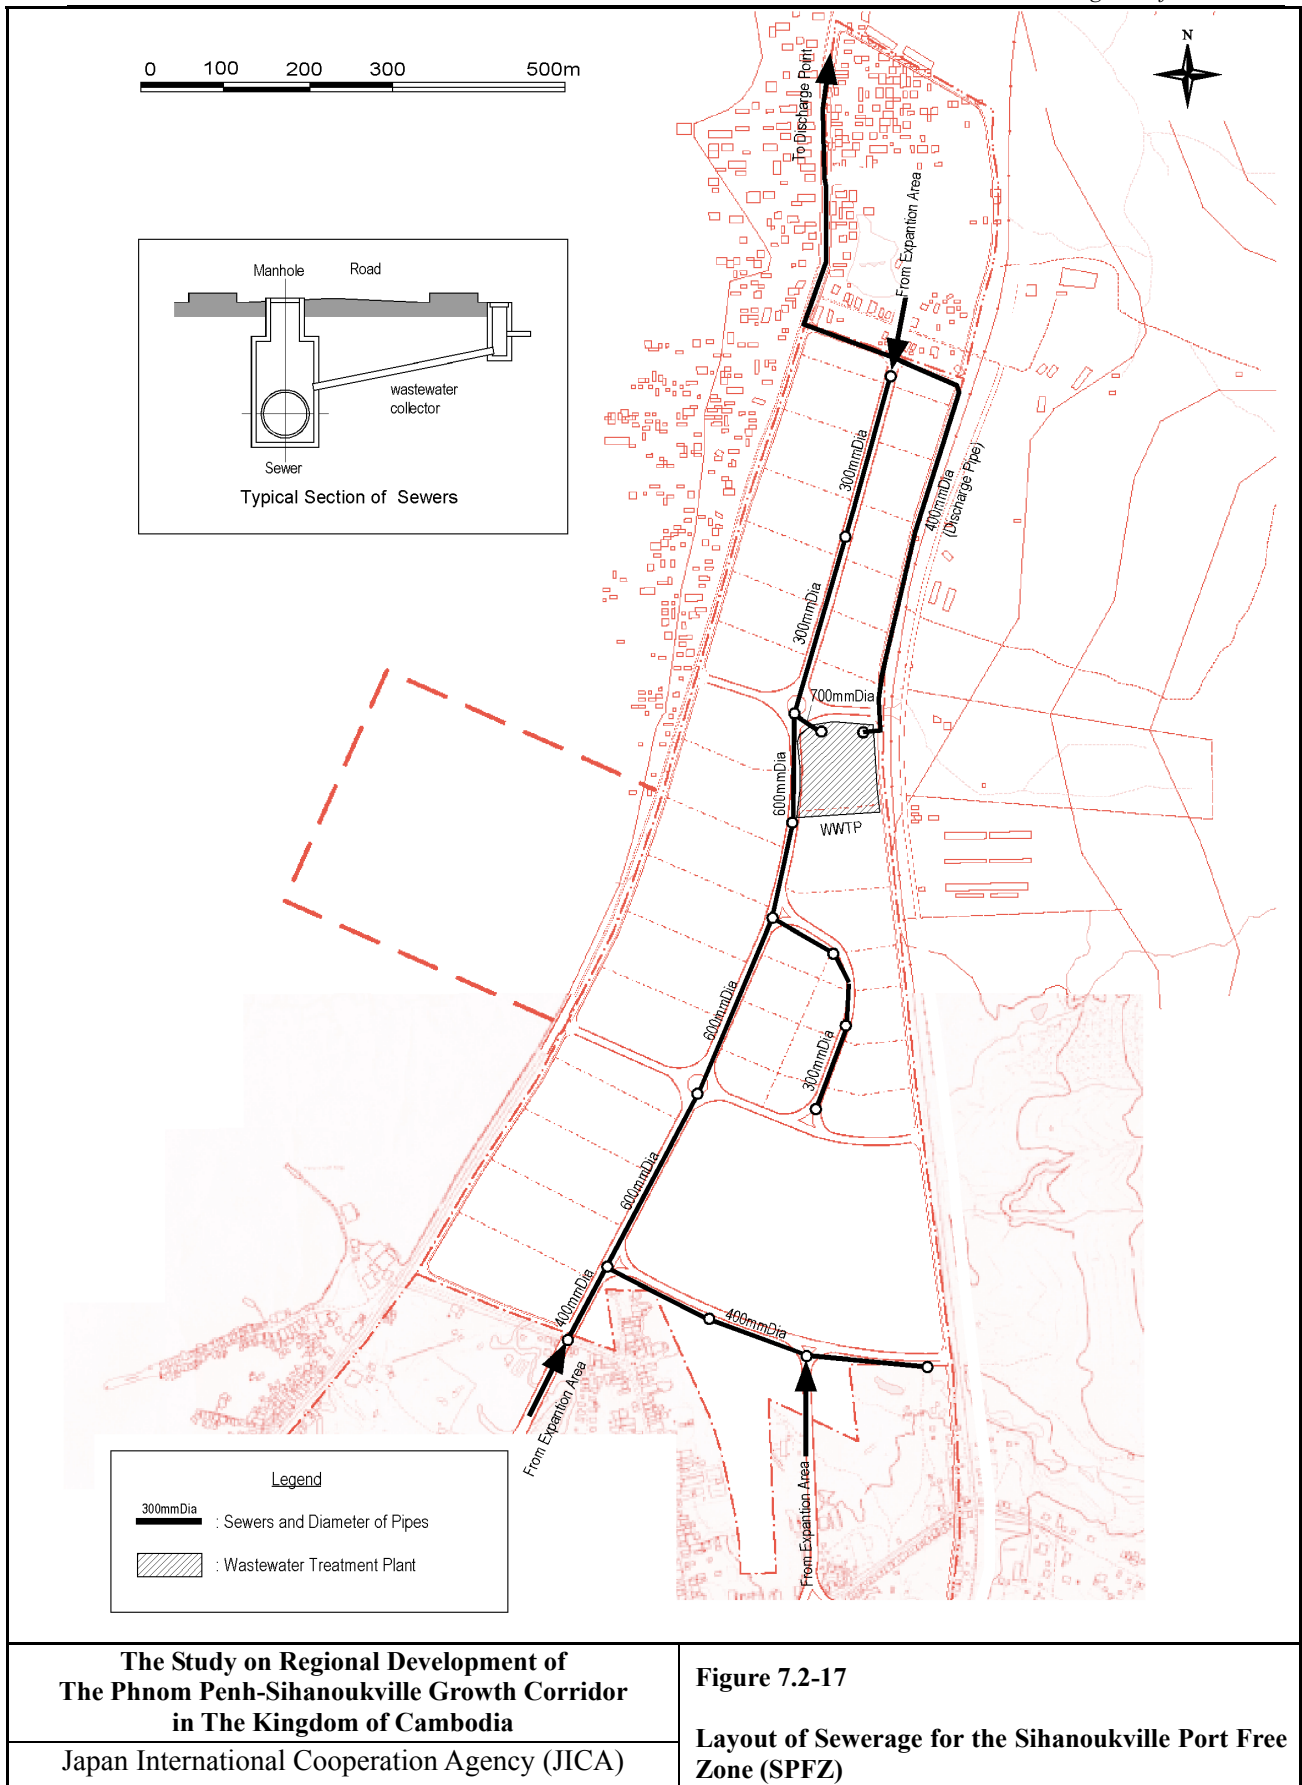 0 100 200 300 500m
N
To Discharge Point
From Expantion Area
Manhole Road
wastewater
collector
Sewer
Typical Section of Sewers
300mmDia
400mmDia
(Discharge Pipe)
300mmDia
700mmDia
600mmDia
WWTP
600mmDia
300mmDia
600mmDia
400mmDia
400mmDia
From Expantion Area
From Expantion Area
Legend
300mmDia
: Sewers and Diameter of Pipes
: Wastewater Treatment Plant
The Study on Regional Development of
The Phnom Penh-Sihanoukville Growth Corridor
in The Kingdom of Cambodia
Japan International Cooperation Agency (JICA)
Figure 7.2-17
Layout of Sewerage for the Sihanoukville Port Free
Zone (SPFZ)